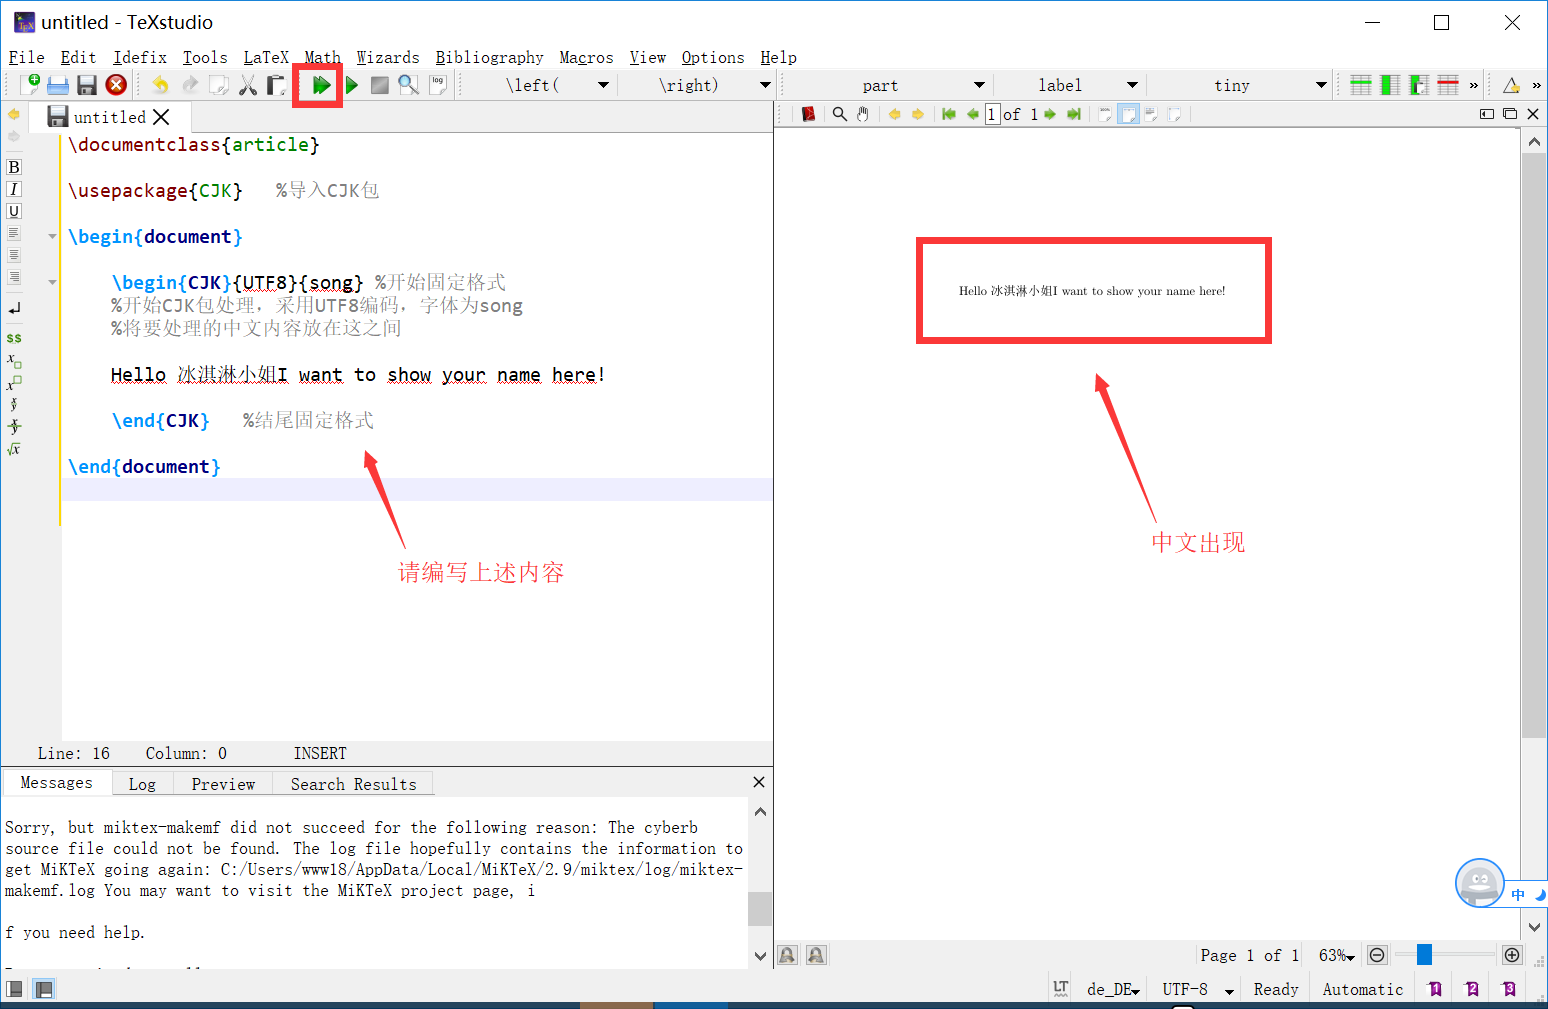 untitled - TeXstudio
File Edit Idefix Tools LaTeX Math Wizards Bibliography Macros View Options Help
log \left( \right) part label tiny »  »
untitled
1 of 1
\documentclass{article}
\usepackage{CJK} %导入CJK包
\begin{document}
\begin{CJK}{UTF8}{song} %开始固定格式
%开始CJK包处理，采用UTF8编码，字体为song
%将要处理的中文内容放在这之间
Hello 冰淇淋小姐I want to show your name here!
\end{CJK} %结尾固定格式
\end{document}
请编写上述内容
B
I
U
$$
x
x
x/y
x/y
√x
Hello 冰淇淋小姐I want to show your name here!
中文出现
Line: 16 Column: 0 INSERT
Messages Log Preview Search Results
Sorry, but miktex-makemf did not succeed for the following reason: The cyberb
source file could not be found. The log file hopefully contains the information to
get MiKTeX going again: C:/Users/www18/AppData/Local/MiKTeX/2.9/miktex/log/miktex-
makemf.log You may want to visit the MiKTeX project page, i
f you need help.
中
Page 1 of 1 63%
LT de_DE UTF-8 Ready Automatic 1 2 3